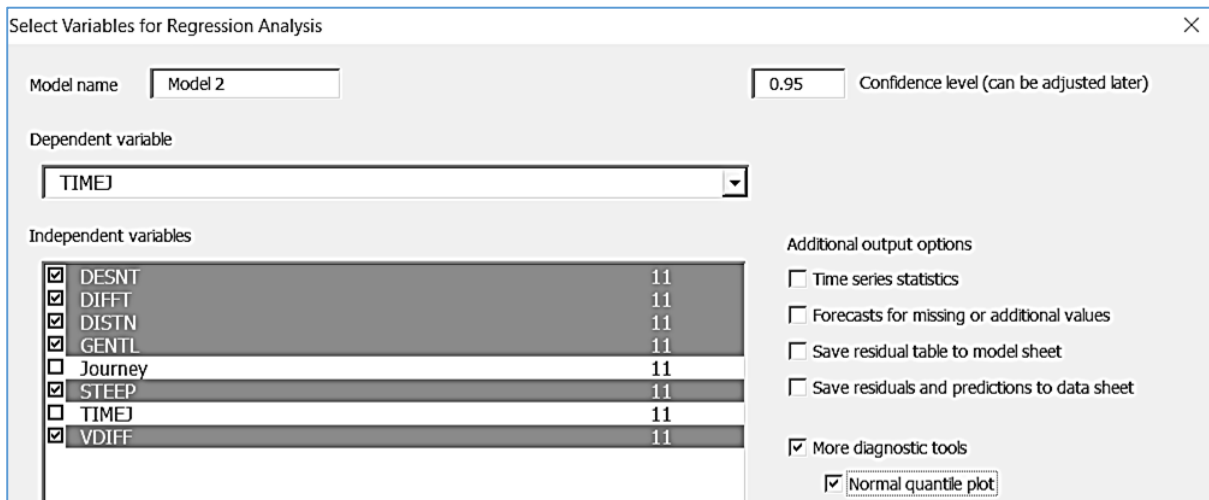 Select Variables for Regression Analysis
Model name Model 2 0.95 Confidence level (can be adjusted later)
Dependent variable
TIMEJ
Independent variables
DESNT 11
DIFFT 11
DISTN 11
GENTL 11
Journey 11
STEEP 11
TIMEJ 11
VDIFF 11
Additional output options
Time series statistics
Forecasts for missing or additional values
Save residual table to model sheet
Save residuals and predictions to data sheet
More diagnostic tools
Normal quantile plot